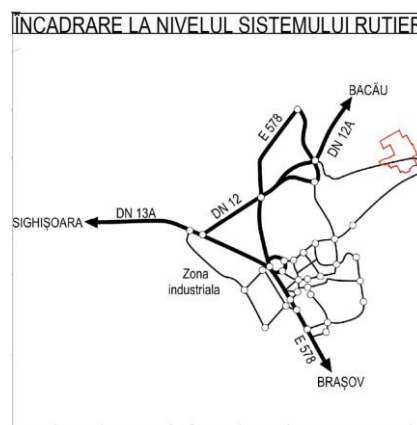 ÎNCADRARE LA NIVELUL SISTEMULUI RUTIER
BACĂU
E 578
DN 12A
DN 12
SIGHIȘOARA
DN 13A
Zona
industriala
E 578
BRAȘOV